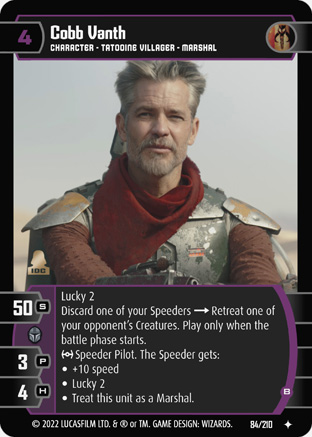 4
Cobb Vanth
CHARACTER - TATOOINE VILLAGER - MARSHAL
IDC
50 S
3 P
4 H
Lucky 2
Discard one of your Speeders → Retreat one of
your opponent's Creatures. Play only when the
battle phase starts.
Speeder Pilot. The Speeder gets:
• +10 speed
• Lucky 2
• Treat this unit as a Marshal.
B
© 2022 LUCASFILM LTD. & ® or TM. GAME DESIGN: WIZARDS. 84/210